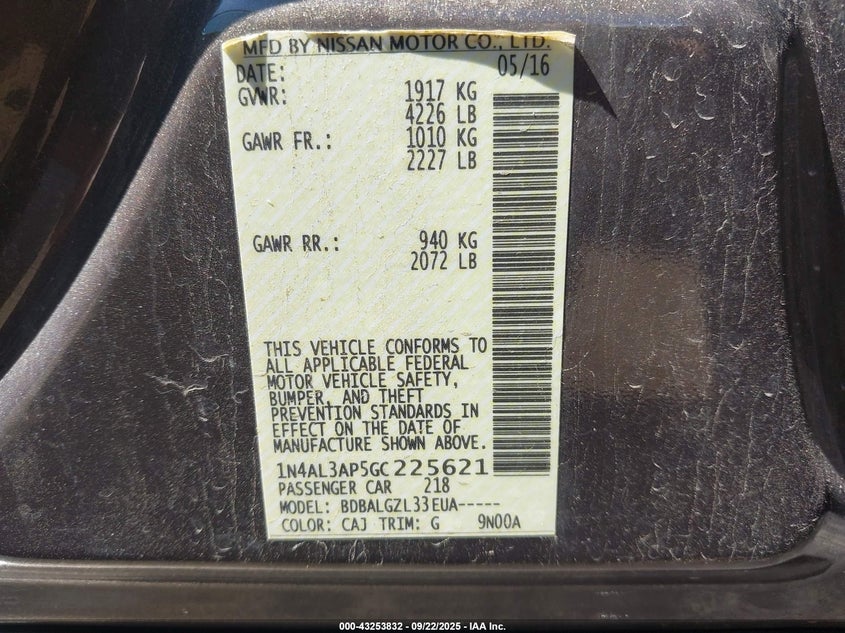 MFD BY NISSAN MOTOR CO., LTD.
DATE: 05/16
GVWR: 1917 KG
4226 LB
GAWR FR.: 1010 KG
2227 LB
GAWR RR.: 940 KG
2072 LB
THIS VEHICLE CONFORMS TO
ALL APPLICABLE FEDERAL
MOTOR VEHICLE SAFETY,
BUMPER, AND THEFT
PREVENTION STANDARDS IN
EFFECT ON THE DATE OF
MANUFACTURE SHOWN ABOVE.
1N4AL3AP5GC225621
PASSENGER CAR 218
MODEL: BDBALGZL33EUA-----
COLOR: CAJ TRIM: G 9N00A
000-43253832 - 09/22/2025 - IAA Inc.